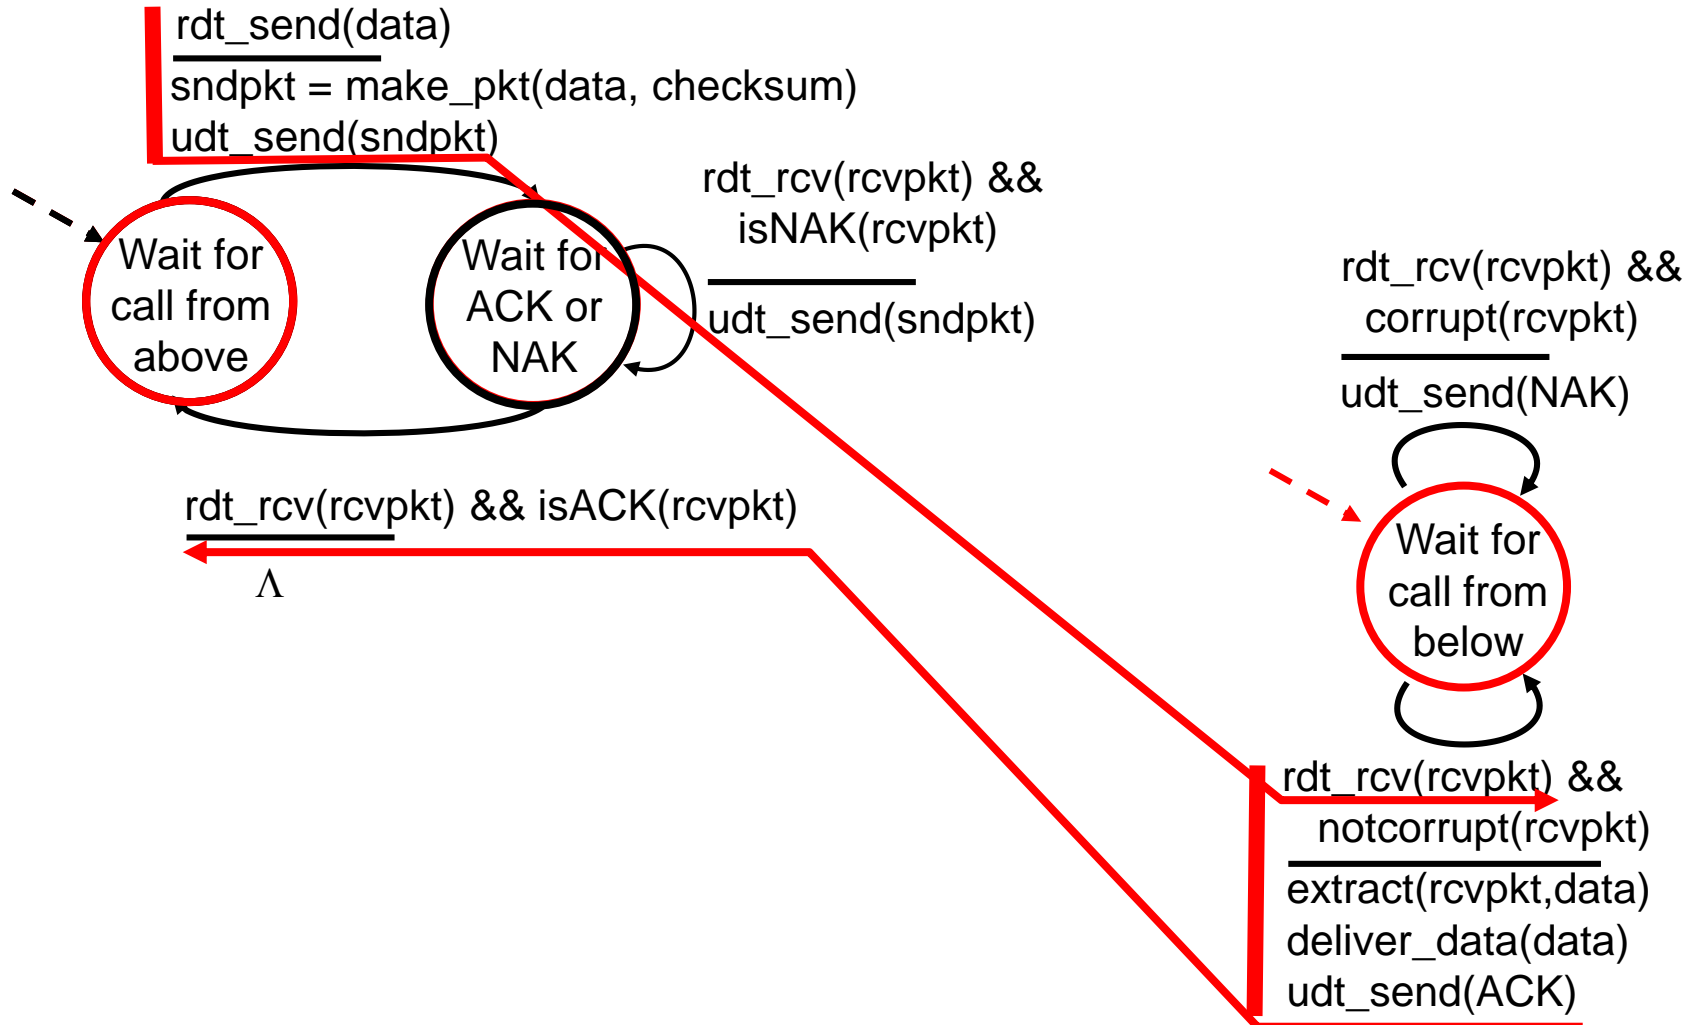 rdt_send(data)
sndpkt = make_pkt(data, checksum)
udt_send(sndpkt)
rdt_rcv(rcvpkt) &&
isNAK(rcvpkt)
udt_send(sndpkt)
Wait for
call from
above
Wait for
ACK or
NAK
rdt_rcv(rcvpkt) && isACK(rcvpkt)
Λ
rdt_rcv(rcvpkt) &&
corrupt(rcvpkt)
udt_send(NAK)
Wait for
call from
below
rdt_rcv(rcvpkt) &&
notcorrupt(rcvpkt)
extract(rcvpkt,data)
deliver_data(data)
udt_send(ACK)